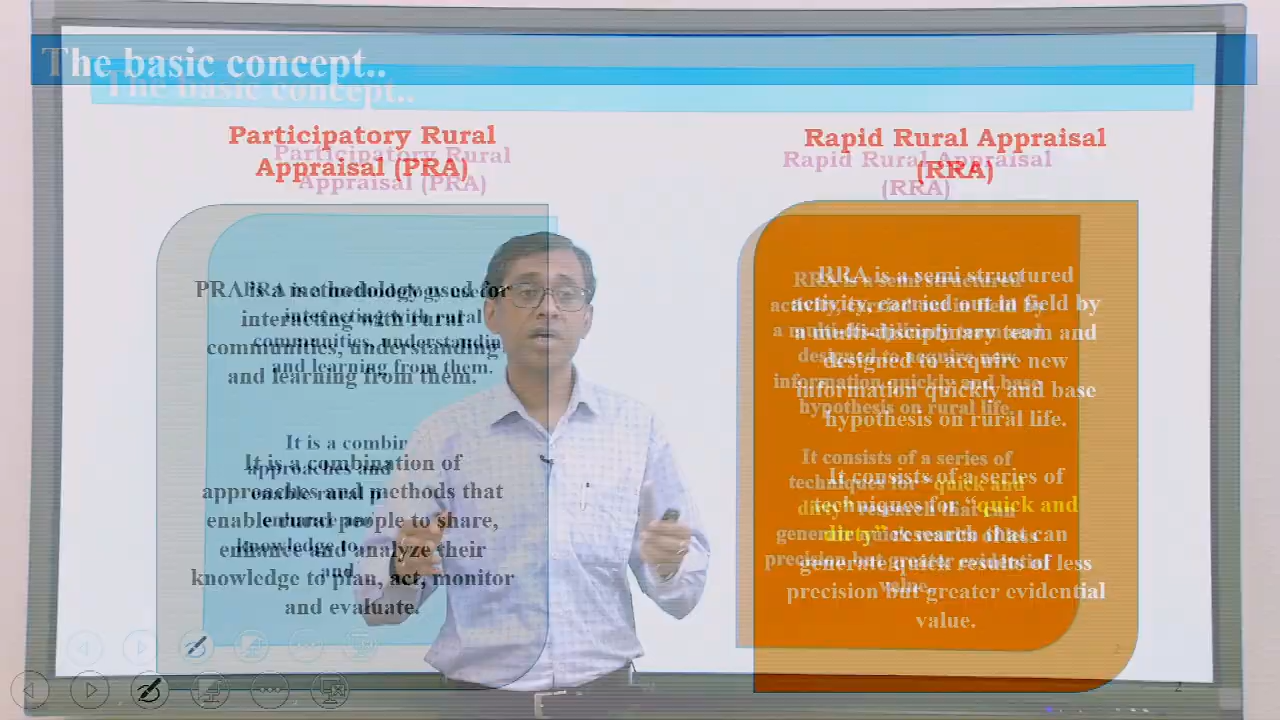 The basic concept..
Participatory Rural
Appraisal (PRA)
PRA is a methodology used for
interacting with rural
communities, understanding
and learning from them.
It is a combination of
approaches and methods that
enable rural people to share,
enhance and analyze their
knowledge to plan, act, monitor
and evaluate.
Rapid Rural Appraisal
(RRA)
RRA is a semi structured
activity, carried out in field by
a multi-disciplinary team and
designed to acquire new
information quickly and base
hypothesis on rural life.
It consists of a series of
techniques for “quick and
dirty” research that can
generate quick results of less
precision but greater evidential
value.
2